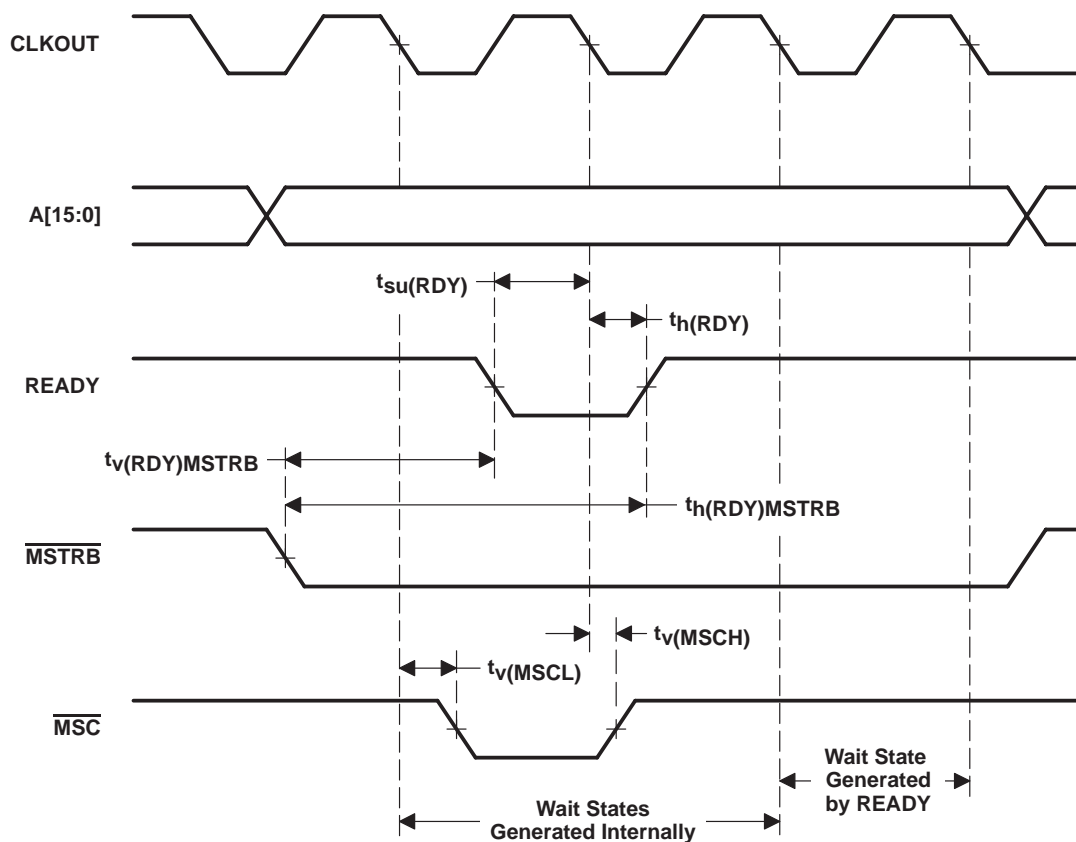 CLKOUT
A[15:0]
tsu(RDY)
th(RDY)
READY
tv(RDY)MSTRB
th(RDY)MSTRB
MSTRB
tv(MSCH)
tv(MSCL)
MSC
Wait State
Generated
by READY
Wait States
Generated Internally